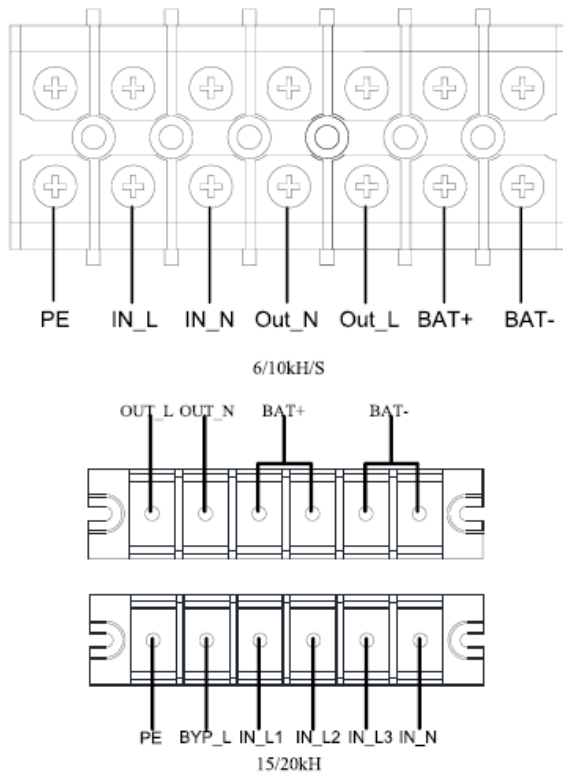 PE IN_L IN_N Out_N Out_L BAT+ BAT-
6/10kH/S
OUT_L OUT_N BAT+ BAT-
PE BYP_L IN_L1 IN_L2 IN_L3 IN_N
15/20kH